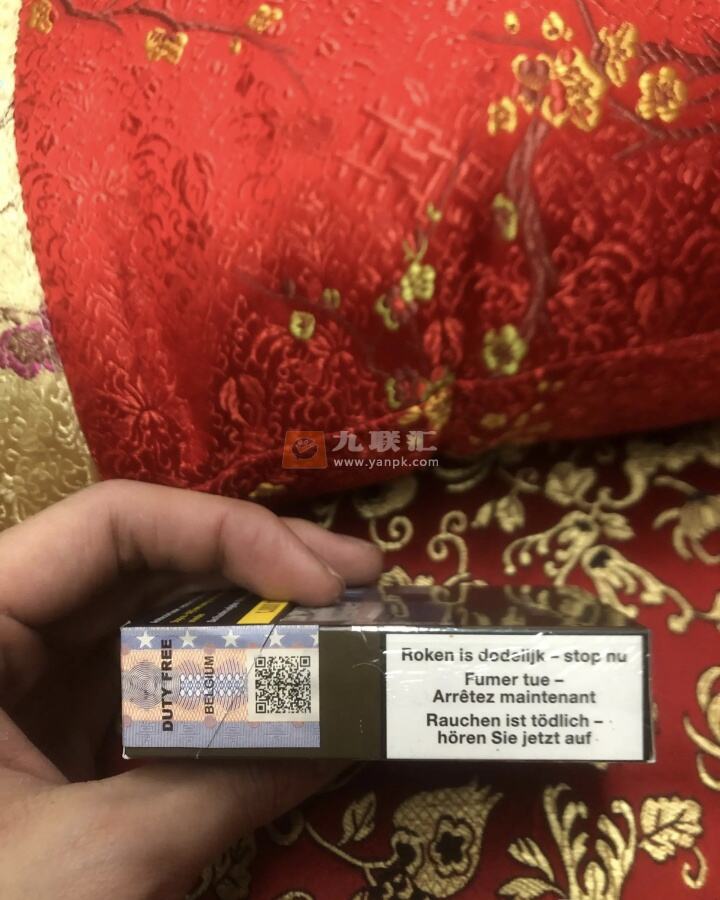 九联汇
www.yanpk.com
DUTY FREE
BELGIUM
Roken is dodelijk – stop nu
Fumer tue –
Arrêtez maintenant
Rauchen ist tödlich –
hören Sie jetzt auf